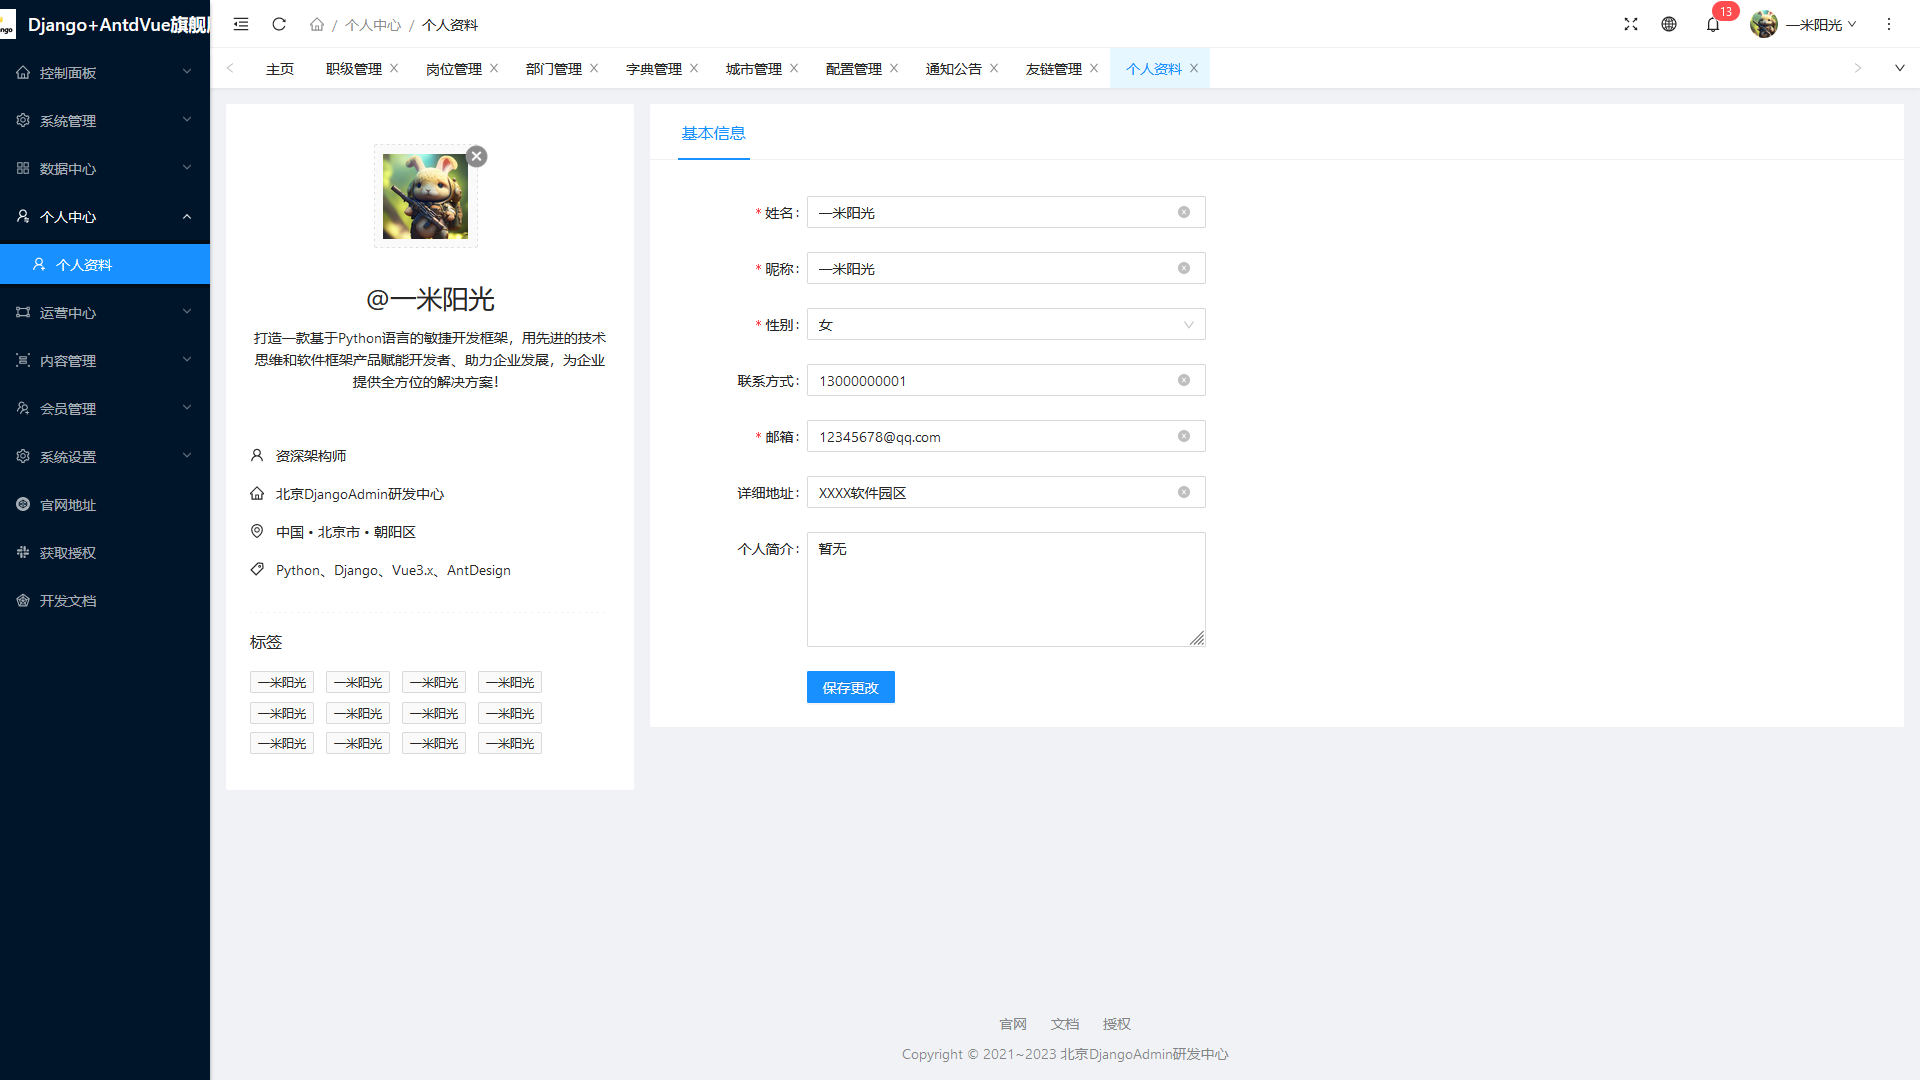 Django+AntdVue旗舰
控制面板
系统管理
数据中心
个人中心
个人资料
运营中心
内容管理
会员管理
系统设置
官网地址
获取授权
开发文档
/ 个人中心 / 个人资料
13
一米阳光
主页 职级管理 岗位管理 部门管理 字典管理 城市管理 配置管理 通知公告 友链管理 个人资料
@一米阳光
打造一款基于Python语言的敏捷开发框架，用先进的技术
思维和软件框架产品赋能开发者、助力企业发展，为企业
提供全方位的解决方案！
资深架构师
北京DjangoAdmin研发中心
中国 • 北京市 • 朝阳区
Python、Django、Vue3.x、AntDesign
标签
一米阳光 一米阳光 一米阳光 一米阳光
一米阳光 一米阳光 一米阳光 一米阳光
一米阳光 一米阳光 一米阳光 一米阳光
基本信息
* 姓名： 一米阳光
* 昵称： 一米阳光
* 性别： 女
联系方式： 13000000001
* 邮箱： 12345678@qq.com
详细地址： XXXX软件园区
个人简介： 暂无
保存更改
官网 文档 授权
Copyright © 2021~2023 北京DjangoAdmin研发中心